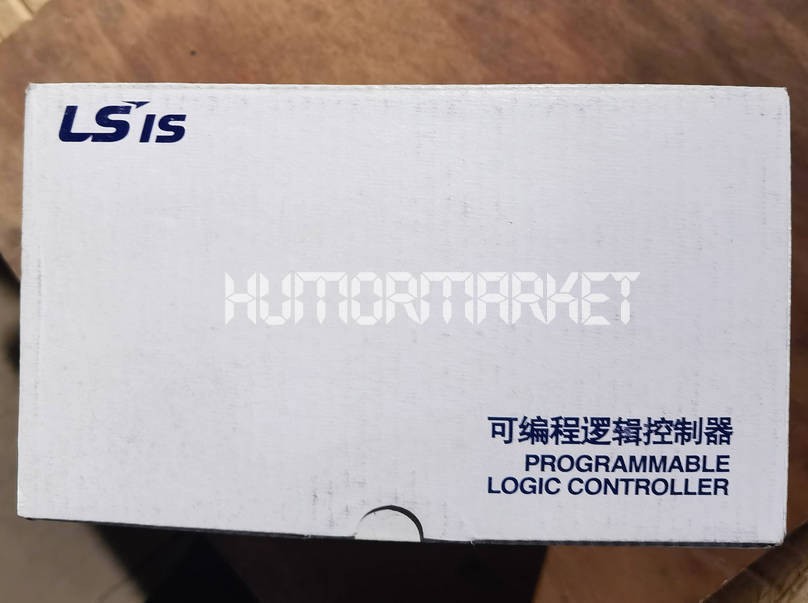 LS IS
HUMORMARKET
可编程逻辑控制器
PROGRAMMABLE
LOGIC CONTROLLER